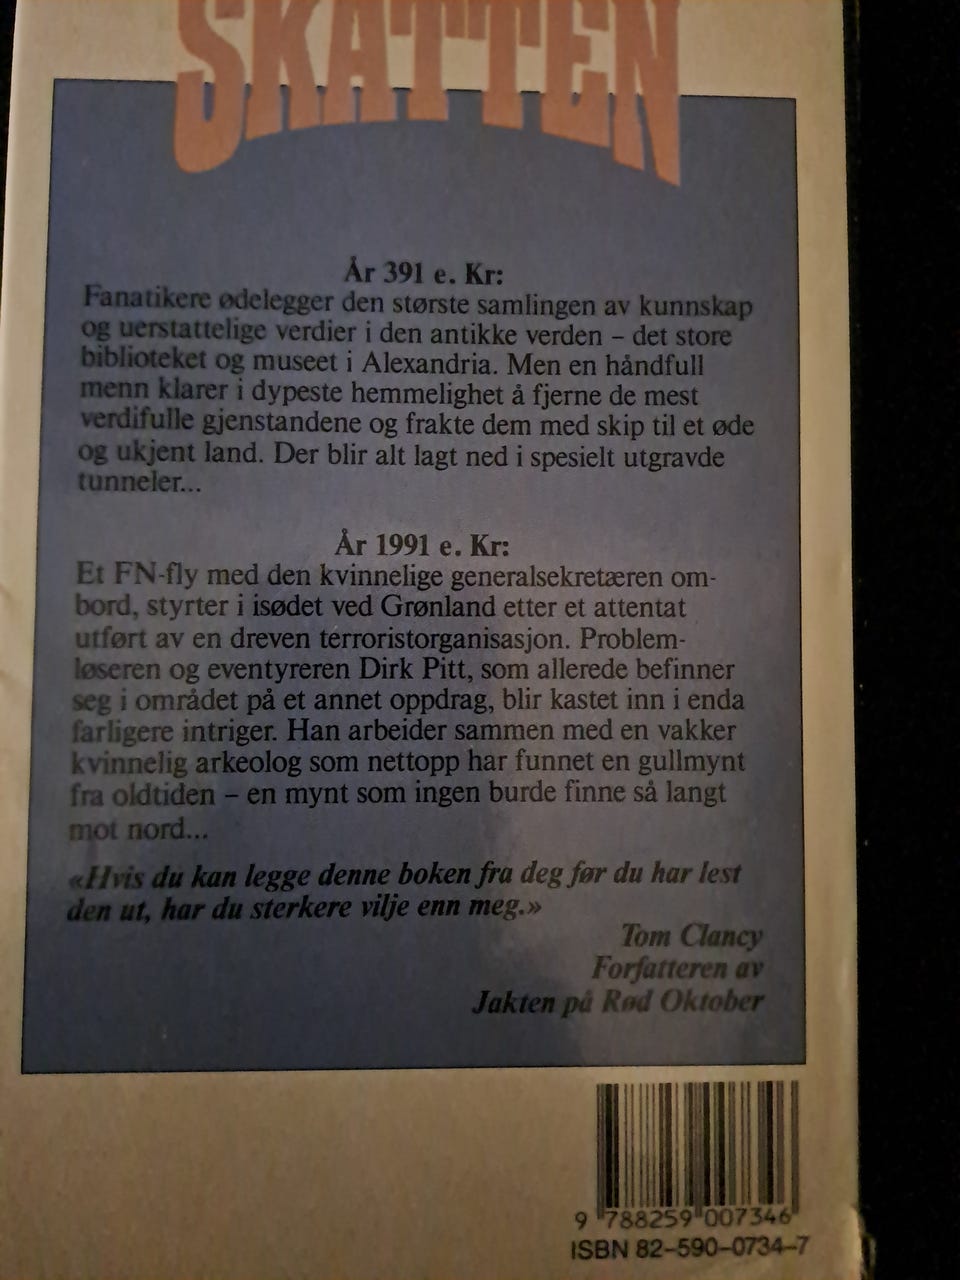 SKATTEN
År 391 e. Kr:
Fanatikere ødelegger den største samlingen av kunnskap
og uerstattelige verdier i den antikke verden – det store
biblioteket og museet i Alexandria. Men en håndfull
menn klarer i dypeste hemmelighet å fjerne de mest
verdifulle gjenstandene og frakte dem med skip til et øde
og ukjent land. Der blir alt lagt ned i spesielt utgravde
tunneler...
År 1991 e. Kr:
Et FN-fly med den kvinnelige generalsekretæren om-
bord, styrter i isødet ved Grønland etter et attentat
utført av en dreven terroristorganisasjon. Problem-
løseren og eventyreren Dirk Pitt, som allerede befinner
seg i området på et annet oppdrag, blir kastet inn i enda
farligere intriger. Han arbeider sammen med en vakker
kvinnelig arkeolog som nettopp har funnet en gullmynt
fra oldtiden – en mynt som ingen burde finne så langt
mot nord...
«Hvis du kan legge denne boken fra deg før du har lest
den ut, har du sterkere vilje enn meg.»
Tom Clancy
Forfatteren av
Jakten på Rød Oktober
9 788259 007346
ISBN 82-590-0734-7